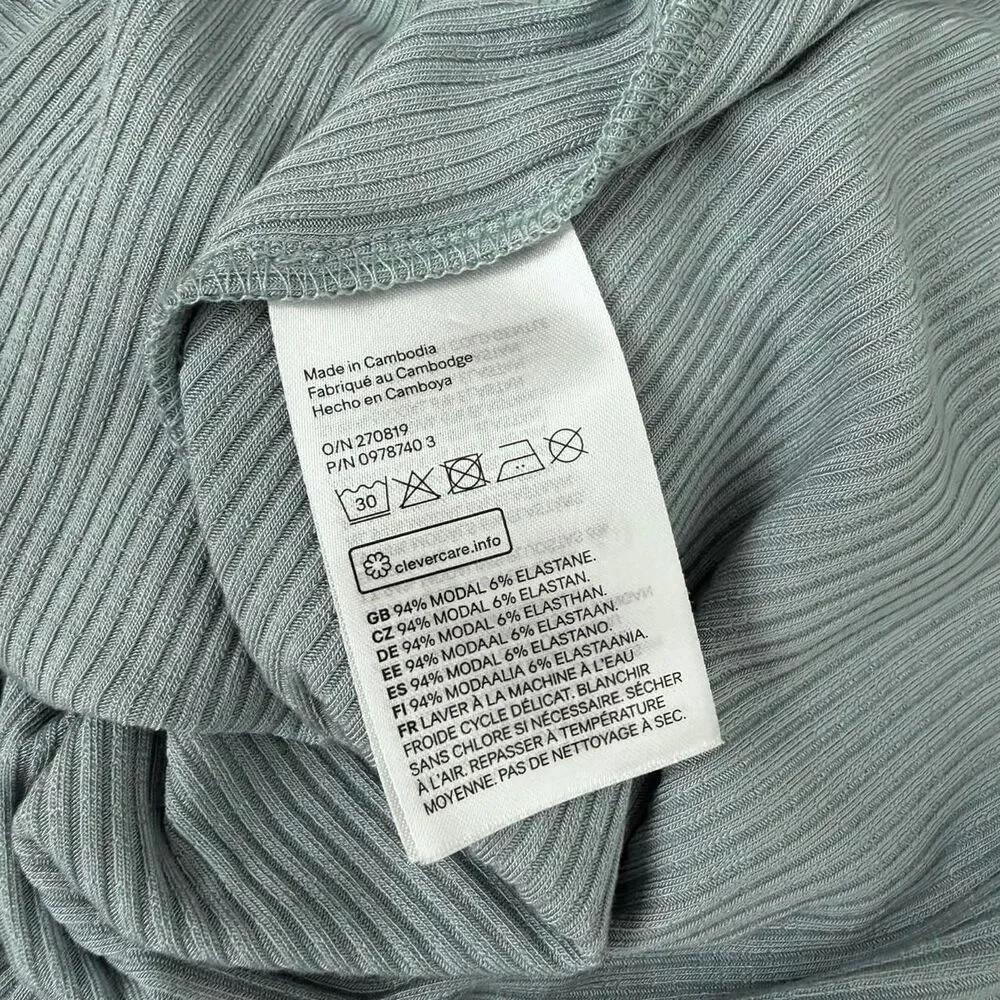 Made in Cambodia
Fabriqué au Cambodge
Hecho en Camboya
O/N 270819
P/N 0978740 3
30
clevercare.info
GB 94% MODAL 6% ELASTANE.
CZ 94% MODAL 6% ELASTAN.
DE 94% MODAL 6% ELASTHAN.
EE 94% MODAAL 6% ELASTAAN.
ES 94% MODAL 6% ELASTANO.
FI 94% MODAALIA 6% ELASTAANIA.
FR LAVER À LA MACHINE À L'EAU
FROIDE CYCLE DÉLICAT. BLANCHIR
SANS CHLORE SI NÉCESSAIRE. SÉCHER
À L'AIR. REPASSER À TEMPÉRATURE
MOYENNE. PAS DE NETTOYAGE À SEC.